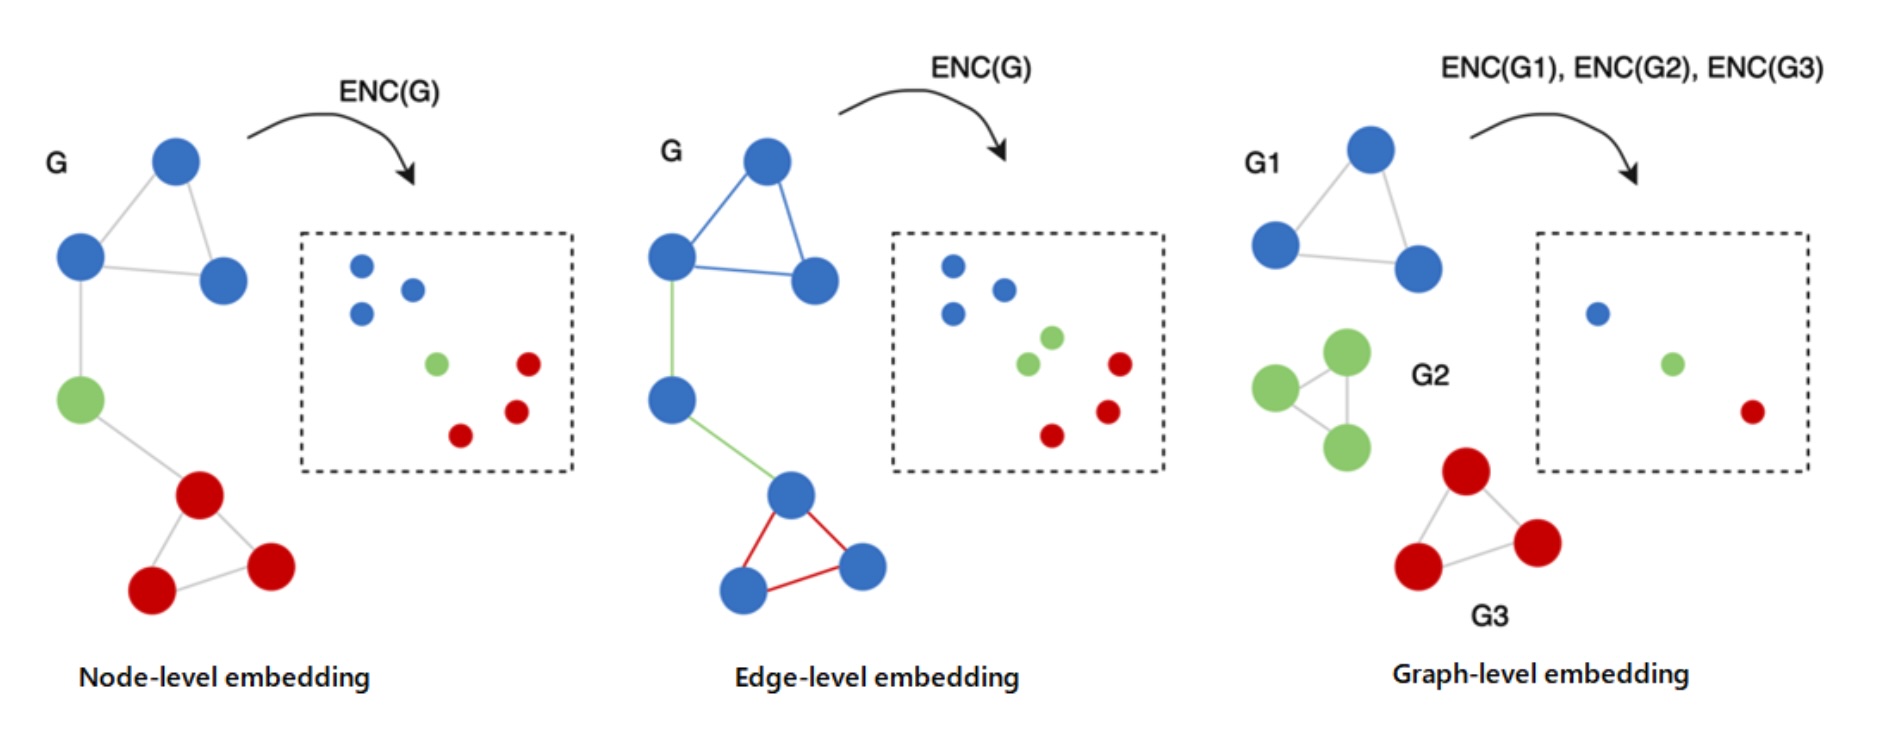 G
ENC(G)
Node-level embedding
G
ENC(G)
Edge-level embedding
ENC(G1), ENC(G2), ENC(G3)
G1
G2
G3
Graph-level embedding